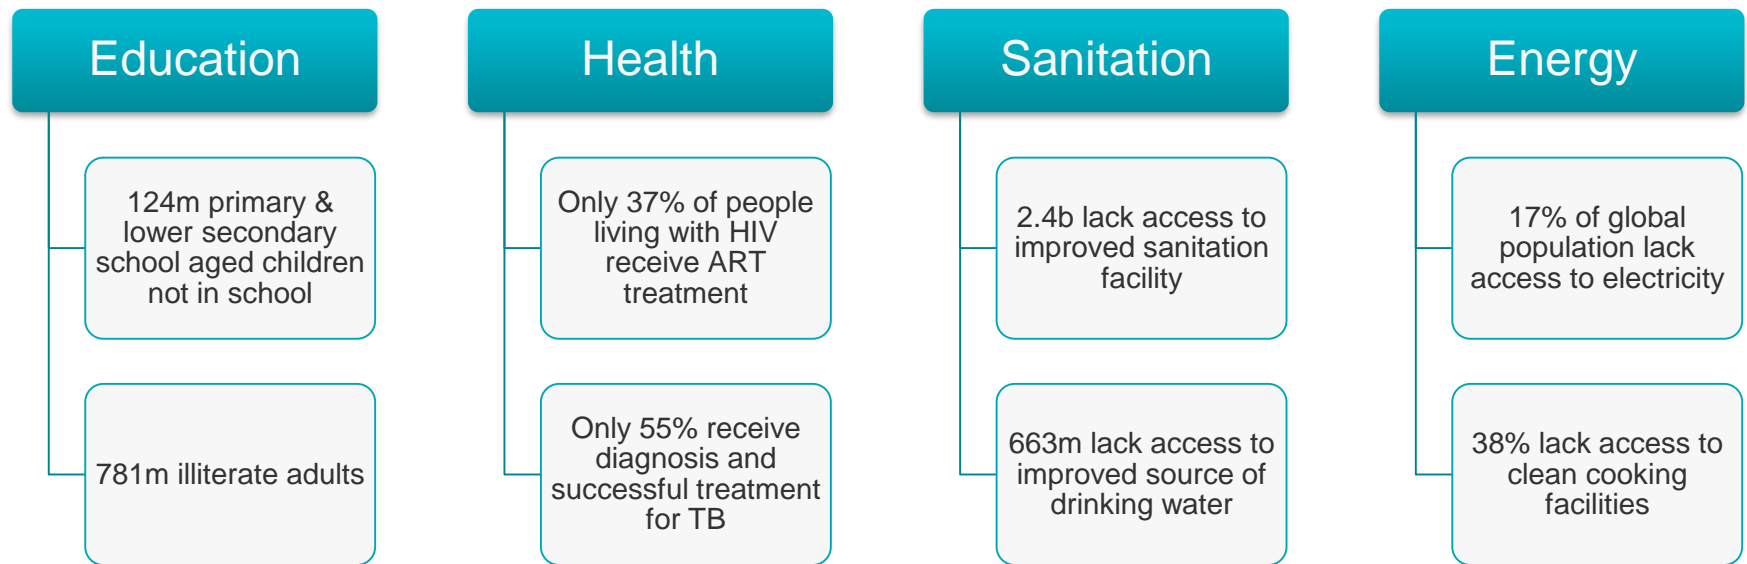 Education
124m primary &
lower secondary
school aged children
not in school
781m illiterate adults
Health
Only 37% of people
living with HIV
receive ART
treatment
Only 55% receive
diagnosis and
successful treatment
for TB
Sanitation
2.4b lack access to
improved sanitation
facility
663m lack access to
improved source of
drinking water
Energy
17% of global
population lack
access to electricity
38% lack access to
clean cooking
facilities